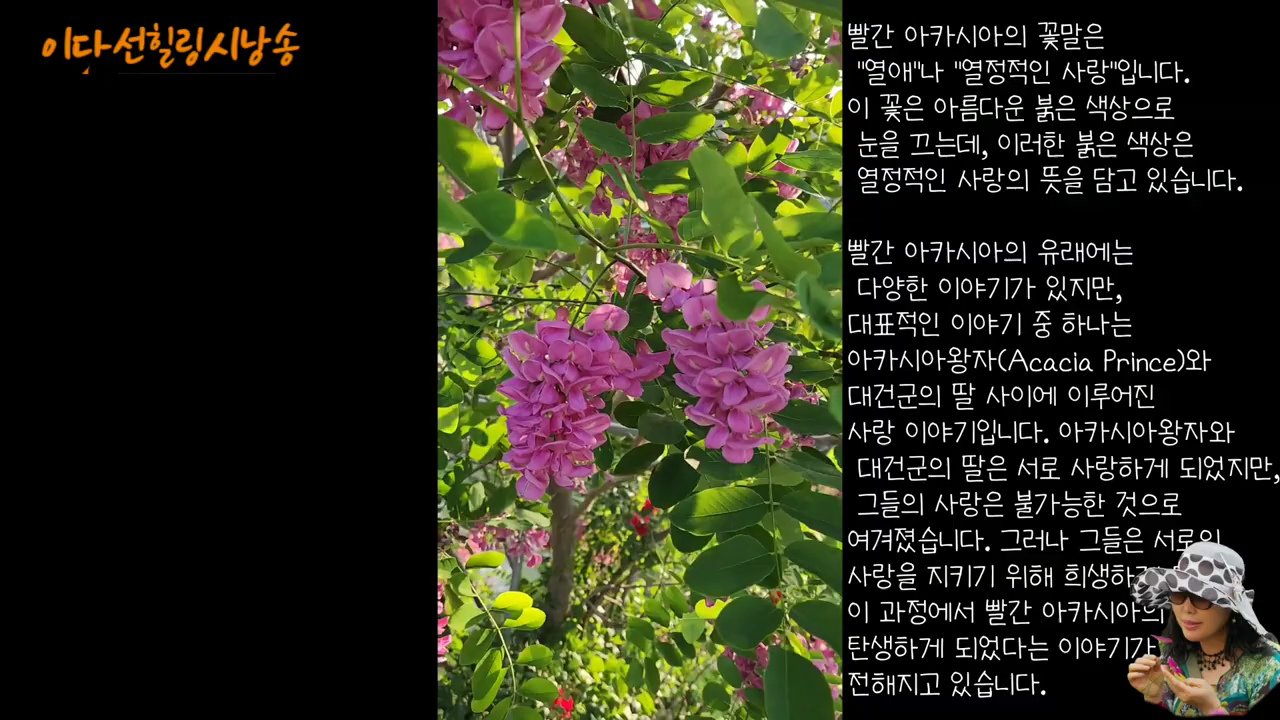 이다선힐링시낭송
빨간 아카시아의 꽃말은
"열애"나 "열정적인 사랑"입니다.
이 꽃은 아름다운 붉은 색상으로
눈을 끄는데, 이러한 붉은 색상은
열정적인 사랑의 뜻을 담고 있습니다.
빨간 아카시아의 유래에는
다양한 이야기가 있지만,
대표적인 이야기 중 하나는
아카시아왕자(Acacia Prince)와
대건군의 딸 사이에 이루어진
사랑 이야기입니다. 아카시아왕자와
대건군의 딸은 서로 사랑하게 되었지만,
그들의 사랑은 불가능한 것으로
여겨졌습니다. 그러나 그들은 서로의
사랑을 지키기 위해
이 과정에서 빨간 아카시아의
탄생하게 되었다는 이야기가
전해지고 있습니다.